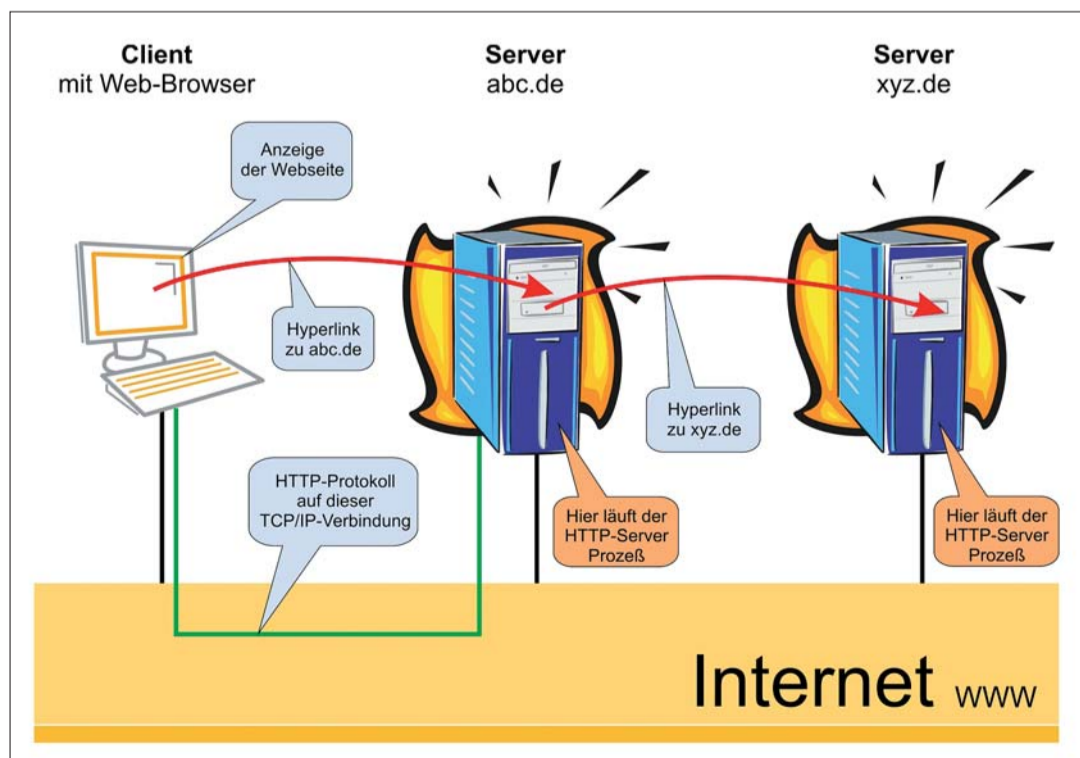 Client
mit Web-Browser
Server
abc.de
Server
xyz.de
Anzeige
der Webseite
Hyperlink
zu abc.de
Hyperlink
zu xyz.de
HTTP-Protokoll
auf dieser
TCP/IP-Verbindung
Hier läuft der
HTTP-Server
Prozeß
Hier läuft der
HTTP-Server
Prozeß
Internet www